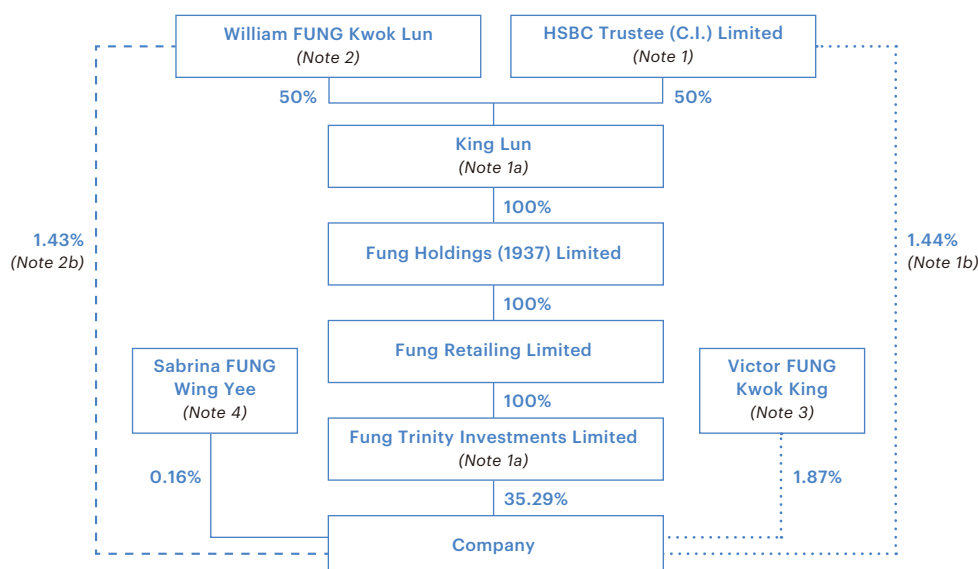 William FUNG Kwok Lun
(Note 2)
HSBC Trustee (C.I.) Limited
(Note 1)
50%
50%
King Lun
(Note 1a)
100%
1.43%
(Note 2b)
Fung Holdings (1937) Limited
1.44%
(Note 1b)
100%
Sabrina FUNG
Wing Yee
(Note 4)
Fung Retailing Limited
Victor FUNG
Kwok King
(Note 3)
100%
Fung Trinity Investments Limited
(Note 1a)
0.16%
35.29%
1.87%
Company